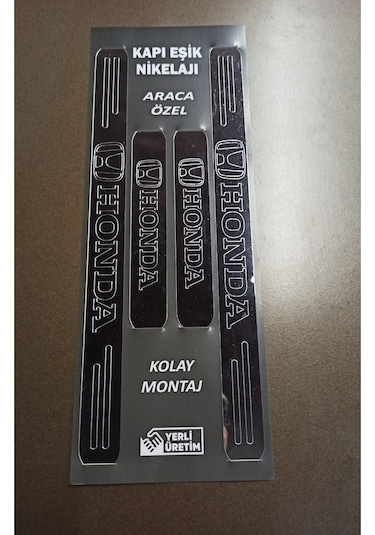 KAPI EŞİK
NİKELAJI
ARACA
ÖZEL
HONDA
HONDA
HONDA
HONDA
KOLAY
MONTAJ
YERLİ
ÜRETİM